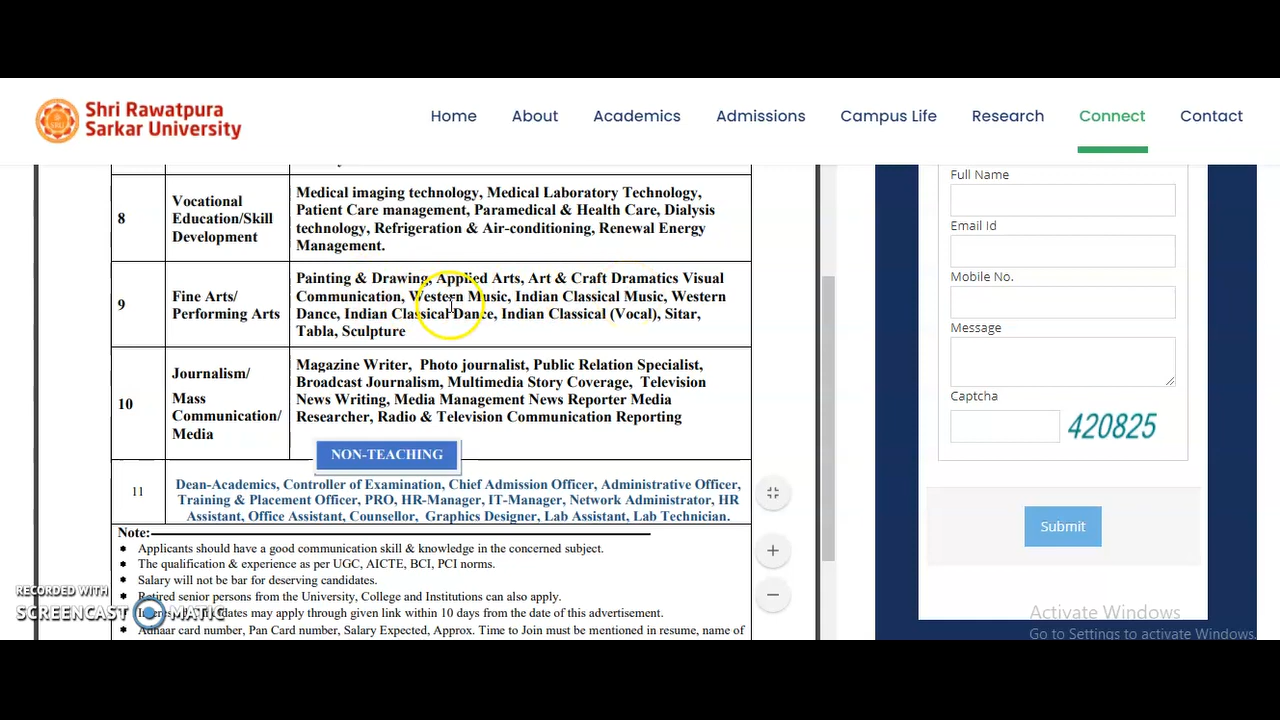 Shri Rawatpura
Sarkar University
Home About Academics Admissions Campus Life Research Connect Contact
8
Vocational
Education/Skill
Development
Medical imaging technology, Medical Laboratory Technology,
Patient Care management, Paramedical & Health Care, Dialysis
technology, Refrigeration & Air-conditioning, Renewal Energy
Management.
9
Fine Arts/
Performing Arts
Painting & Drawing, Applied Arts, Art & Craft Dramatics Visual
Communication, Western Music, Indian Classical Music, Western
Dance, Indian Classical Dance, Indian Classical (Vocal), Sitar,
Tabla, Sculpture
10
Journalism/
Mass
Communication/
Media
Magazine Writer, Photo journalist, Public Relation Specialist,
Broadcast Journalism, Multimedia Story Coverage, Television
News Writing, Media Management News Reporter Media
Researcher, Radio & Television Communication Reporting
NON-TEACHING
11
Dean-Academics, Controller of Examination, Chief Admission Officer, Administrative Officer,
Training & Placement Officer, PRO, HR-Manager, IT-Manager, Network Administrator, HR
Assistant, Office Assistant, Counsellor, Graphics Designer, Lab Assistant, Lab Technician.
Note:
Applicants should have a good communication skill & knowledge in the concerned subject.
The qualification & experience as per UGC, AICTE, BCI, PCI norms.
Salary will not be bar for deserving candidates.
Retired senior persons from the University, College and Institutions can also apply.
may apply through given link within 10 days from the date of this advertisement.
Adhaar card number, Pan Card number, Salary Expected, Approx. Time to Join must be mentioned in resume, name of
Full Name
Email Id
Mobile No.
Message
Captcha
420825
Submit
Activate Windows
Go to Settings to activate Windows.
RECORDED WITH
SCREENCAST MATIC